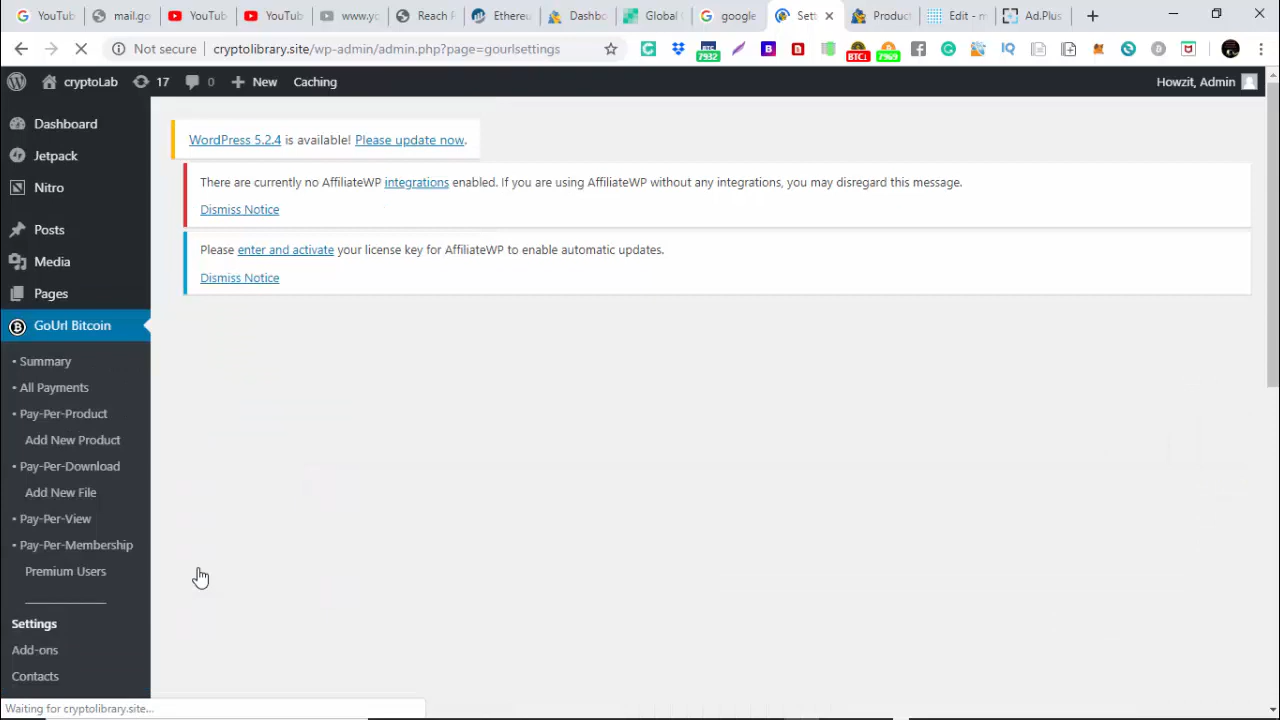 YouTub
mail.go
YouTub
YouTub
www.yc
Reach F
Ethereu
Dashbo
Global (
google
Sett
Product
Edit - m
Ad.Plus
Not secure
cryptolibrary.site/wp-admin/admin.php?page=gourlsettings
7932
BTC↓
7969
IQ
cryptoLab
17
0
New
Caching
Howzit, Admin
Dashboard
Jetpack
Nitro
Posts
Media
Pages
GoUrl Bitcoin
• Summary
• All Payments
• Pay-Per-Product
Add New Product
• Pay-Per-Download
Add New File
• Pay-Per-View
• Pay-Per-Membership
Premium Users
Settings
Add-ons
Contacts
WordPress 5.2.4 is available! Please update now.
There are currently no AffiliateWP integrations enabled. If you are using AffiliateWP without any integrations, you may disregard this message.
Dismiss Notice
Please enter and activate your license key for AffiliateWP to enable automatic updates.
Dismiss Notice
Waiting for cryptolibrary.site...